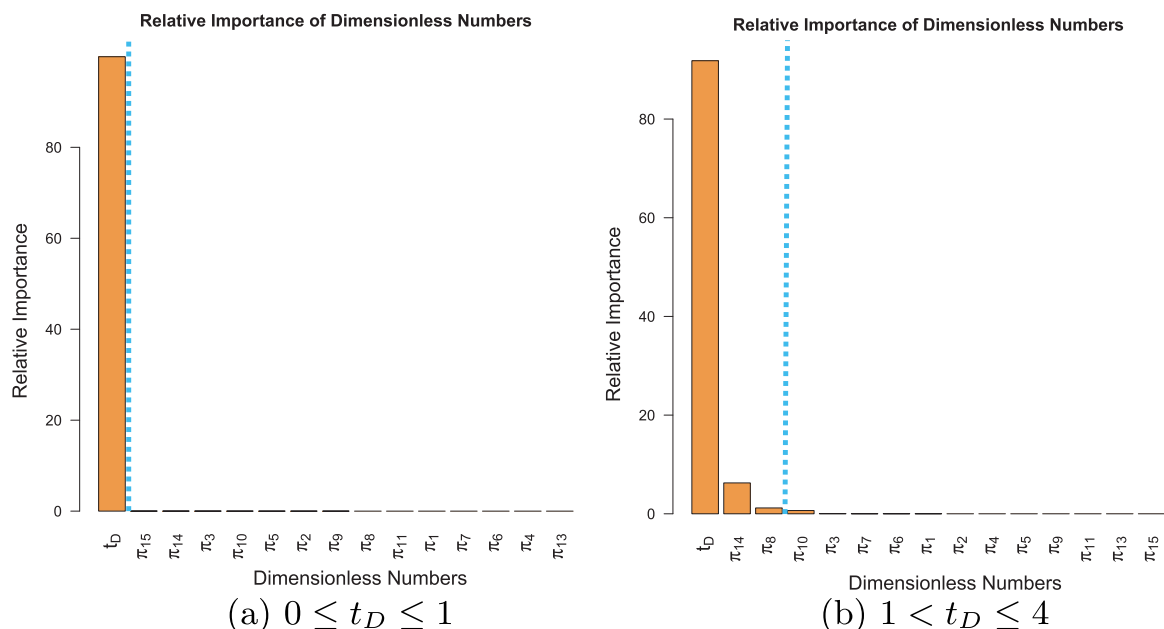 Relative Importance of Dimensionless Numbers
Relative Importance
80
60
40
20
0
t_D π_15 π_14 π_3 π_10 π_5 π_2 π_9 π_8 π_11 π_1 π_7 π_6 π_4 π_13
Dimensionless Numbers
(a) 0 ≤ t_D ≤ 1
Relative Importance of Dimensionless Numbers
Relative Importance
80
60
40
20
0
t_D π_14 π_8 π_10 π_3 π_7 π_6 π_1 π_2 π_4 π_5 π_9 π_11 π_13 π_15
Dimensionless Numbers
(b) 1 < t_D ≤ 4